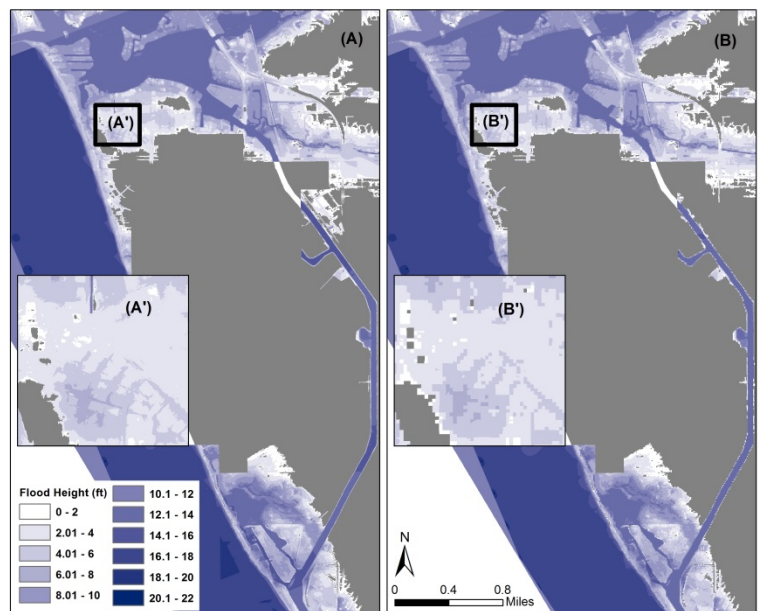 (A)
(B)
(A')
(B')
(A')
(B')
Flood Height (ft)
0 - 2
2.01 - 4
4.01 - 6
6.01 - 8
8.01 - 10
10.1 - 12
12.1 - 14
14.1 - 16
16.1 - 18
18.1 - 20
20.1 - 22
N
0 0.4 0.8
Miles